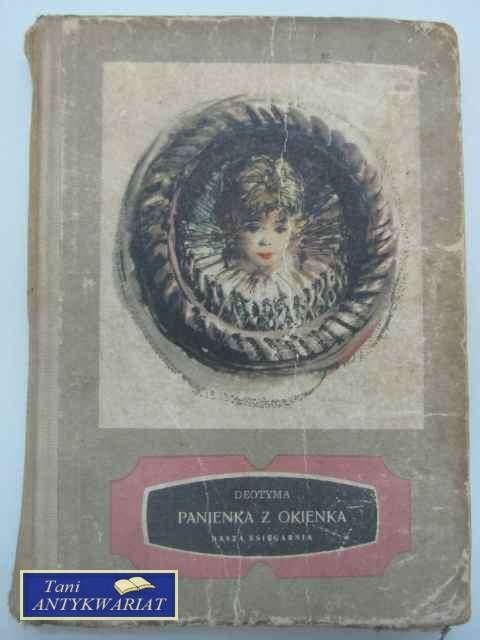 DEOTYMA
PANIENKA Z OKIENKA
NASZA KSIĘGARNIA
Tani
ANTYKWARIAT